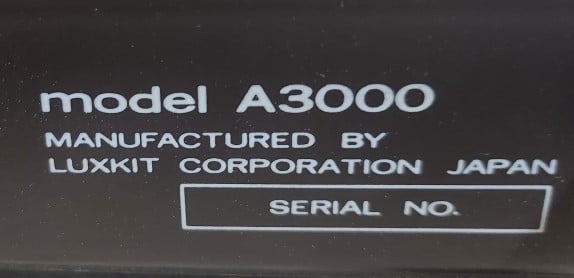 model A3000
MANUFACTURED BY
LUXKIT CORPORATION JAPAN
SERIAL NO.